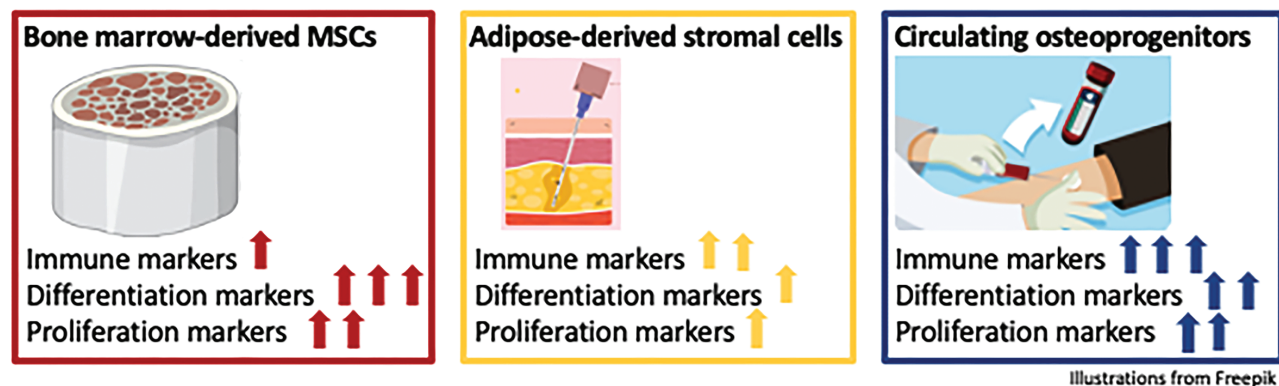 Bone marrow-derived MSCs
Immune markers
Differentiation markers
Proliferation markers
Adipose-derived stromal cells
Immune markers
Differentiation markers
Proliferation markers
Circulating osteoprogenitors
Immune markers
Differentiation markers
Proliferation markers
Illustrations from Freepik